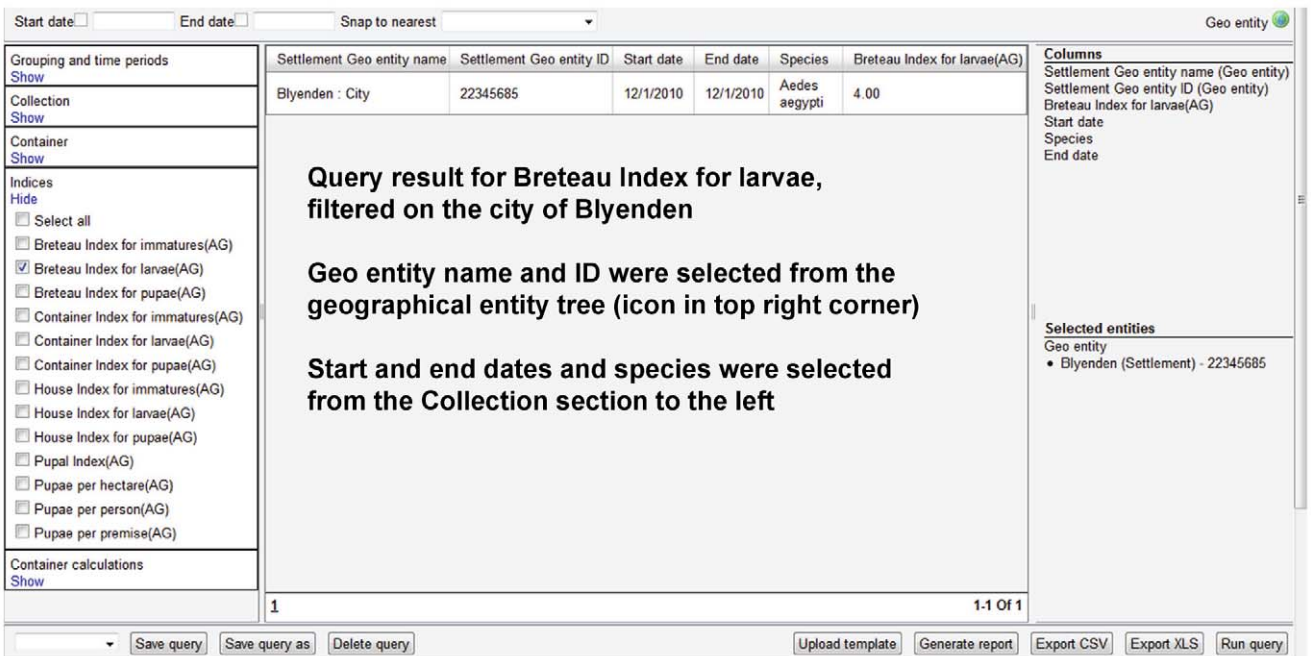 Start date End date Snap to nearest Geo entity
Grouping and time periods
Show
Collection
Show
Container
Show
Indices
Hide
Select all
Breteau Index for immatures(AG)
Breteau Index for larvae(AG)
Breteau Index for pupae(AG)
Container Index for immatures(AG)
Container Index for larvae(AG)
Container Index for pupae(AG)
House Index for immatures(AG)
House Index for larvae(AG)
House Index for pupae(AG)
Pupal Index(AG)
Pupae per hectare(AG)
Pupae per person(AG)
Pupae per premise(AG)
Container calculations
Show
Settlement Geo entity name Settlement Geo entity ID Start date End date Species Breteau Index for larvae(AG)
Blyenden : City 22345685 12/1/2010 12/1/2010 Aedes aegypti 4.00
Query result for Breteau Index for larvae,
filtered on the city of Blyenden
Geo entity name and ID were selected from the
geographical entity tree (icon in top right corner)
Start and end dates and species were selected
from the Collection section to the left
1 1-1 Of 1
Columns
Settlement Geo entity name (Geo entity)
Settlement Geo entity ID (Geo entity)
Breteau Index for larvae(AG)
Start date
Species
End date
Selected entities
Geo entity
• Blyenden (Settlement) - 22345685
Save query Save query as Delete query Upload template Generate report Export CSV Export XLS Run query